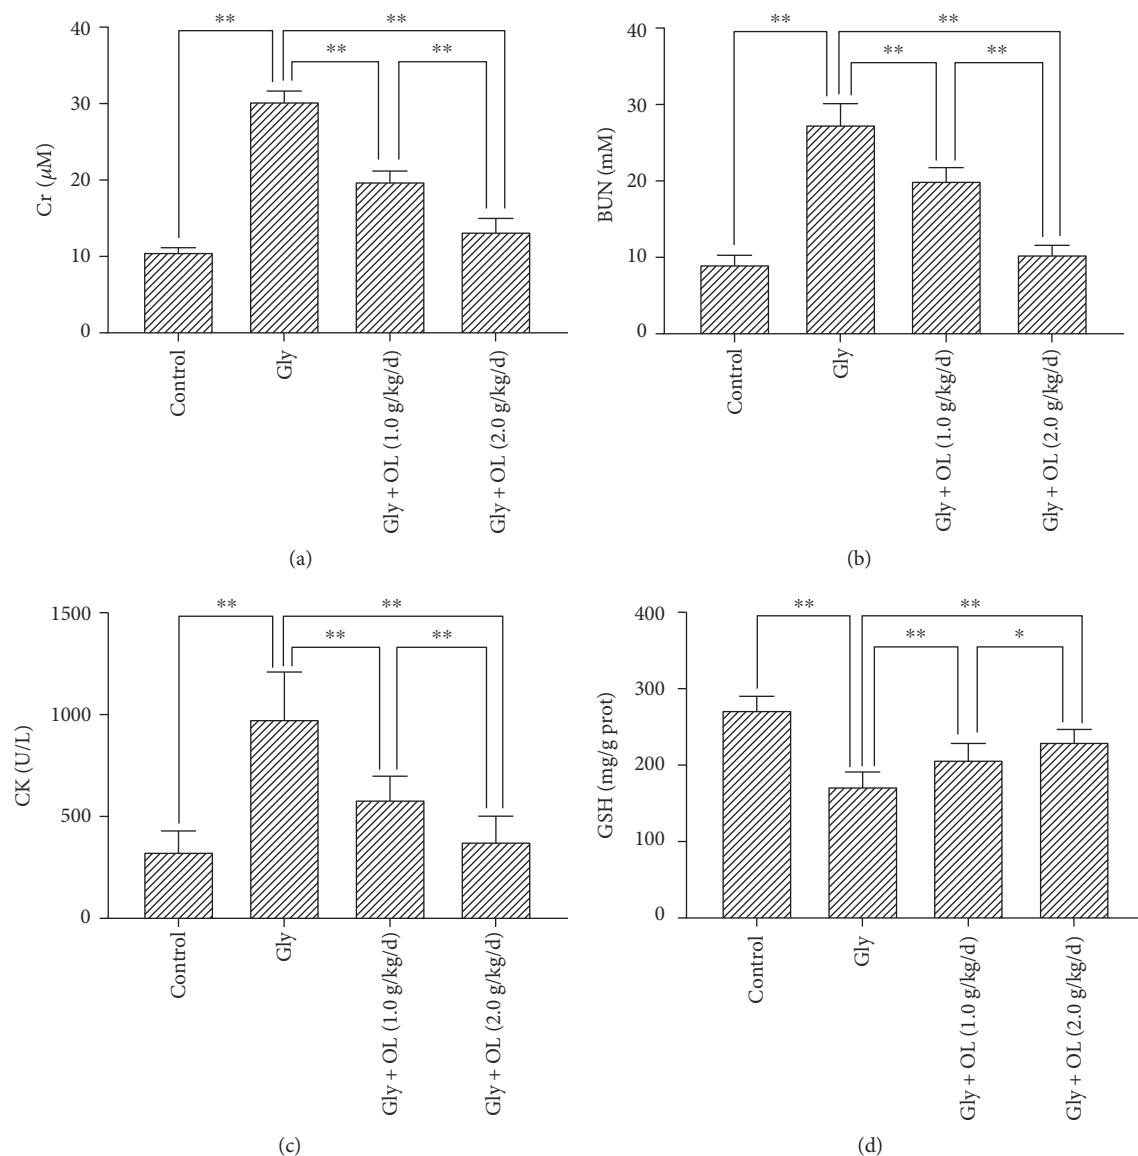 ** **
** **
40
30
20
10
0
Cr (μM)
Control
Gly
Gly + OL (1.0 g/kg/d)
Gly + OL (2.0 g/kg/d)
(a)
** **
** **
40
30
20
10
0
BUN (mM)
Control
Gly
Gly + OL (1.0 g/kg/d)
Gly + OL (2.0 g/kg/d)
(b)
** **
** **
1500
1000
500
0
CK (U/L)
Control
Gly
Gly + OL (1.0 g/kg/d)
Gly + OL (2.0 g/kg/d)
(c)
** **
** *
400
300
200
100
0
GSH (mg/g prot)
Control
Gly
Gly + OL (1.0 g/kg/d)
Gly + OL (2.0 g/kg/d)
(d)